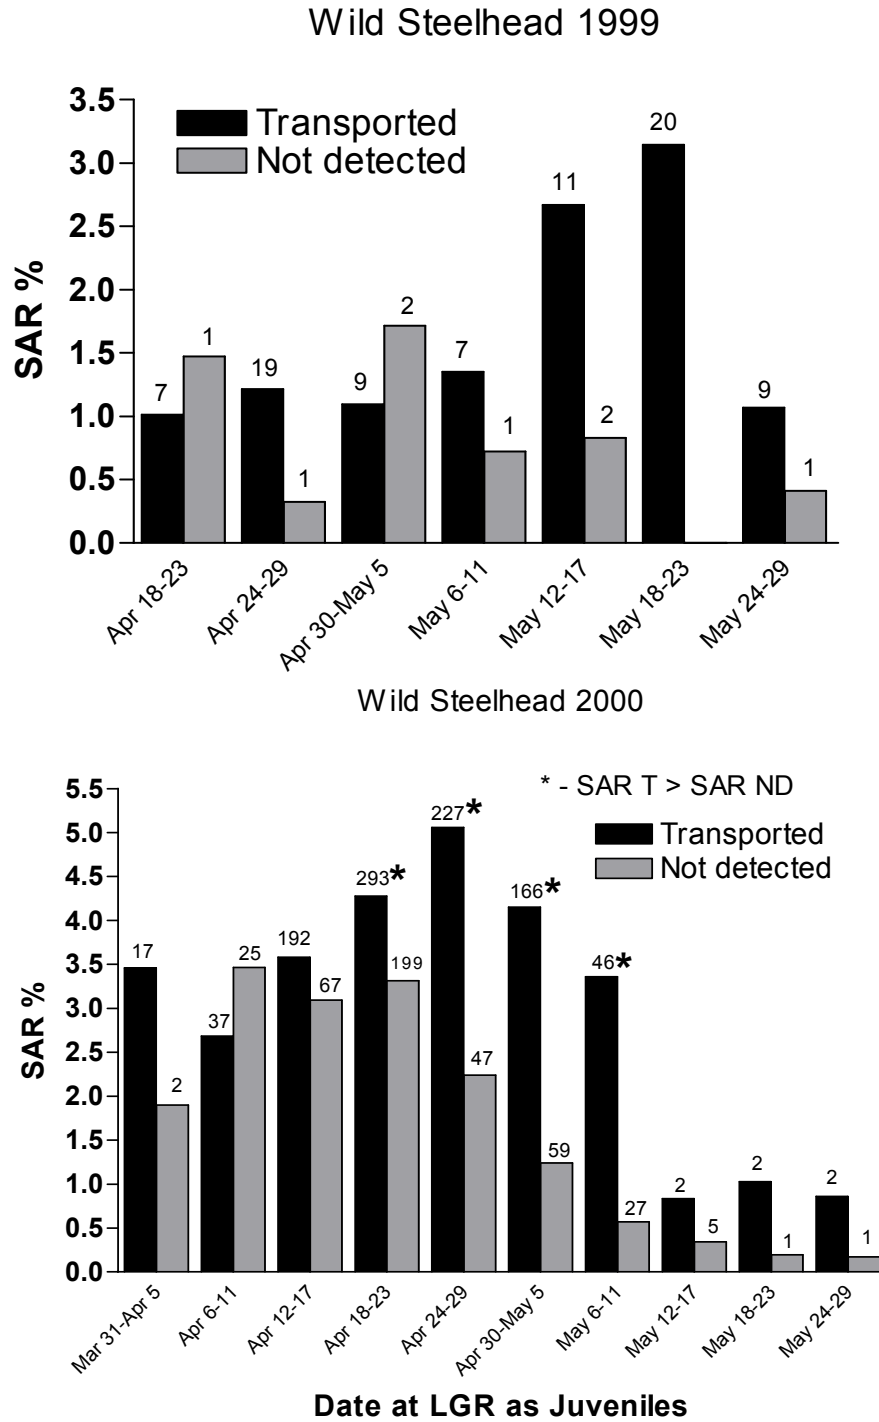 Wild Steelhead 1999
3.5
3.0
2.5
2.0
1.5
1.0
0.5
0.0
SAR %
Transported
Not detected
7
1
19
1
9
2
7
1
11
2
20
9
1
Apr 18-23
Apr 24-29
Apr 30-May 5
May 6-11
May 12-17
May 18-23
May 24-29
Wild Steelhead 2000
* - SAR T > SAR ND
Transported
Not detected
5.5
5.0
4.5
4.0
3.5
3.0
2.5
2.0
1.5
1.0
0.5
0.0
SAR %
17
2
37
25
192
67
293*
199
227*
47
166*
59
46*
27
2
5
2
1
2
1
Mar 31-Apr 5
Apr 6-11
Apr 12-17
Apr 18-23
Apr 24-29
Apr 30-May 5
May 6-11
May 12-17
May 18-23
May 24-29
Date at LGR as Juveniles